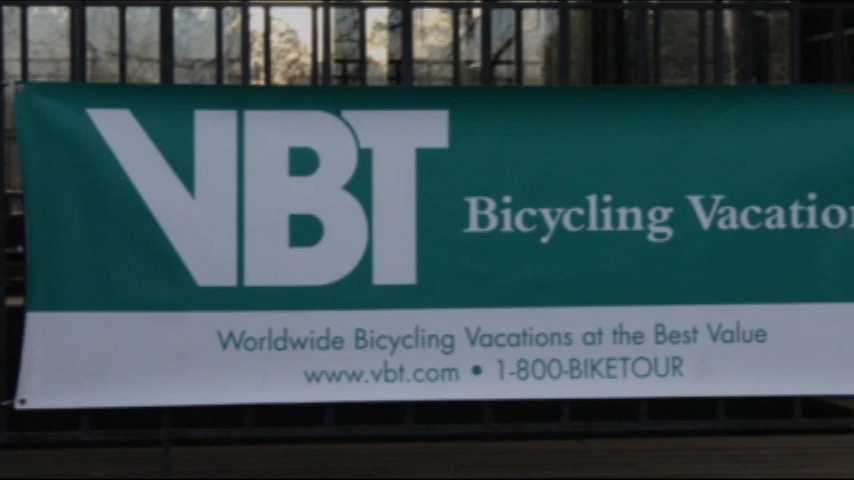 VBT Bicycling Vacation
Worldwide Bicycling Vacations at the Best Value
www.vbt.com • 1-800-BIKETOUR